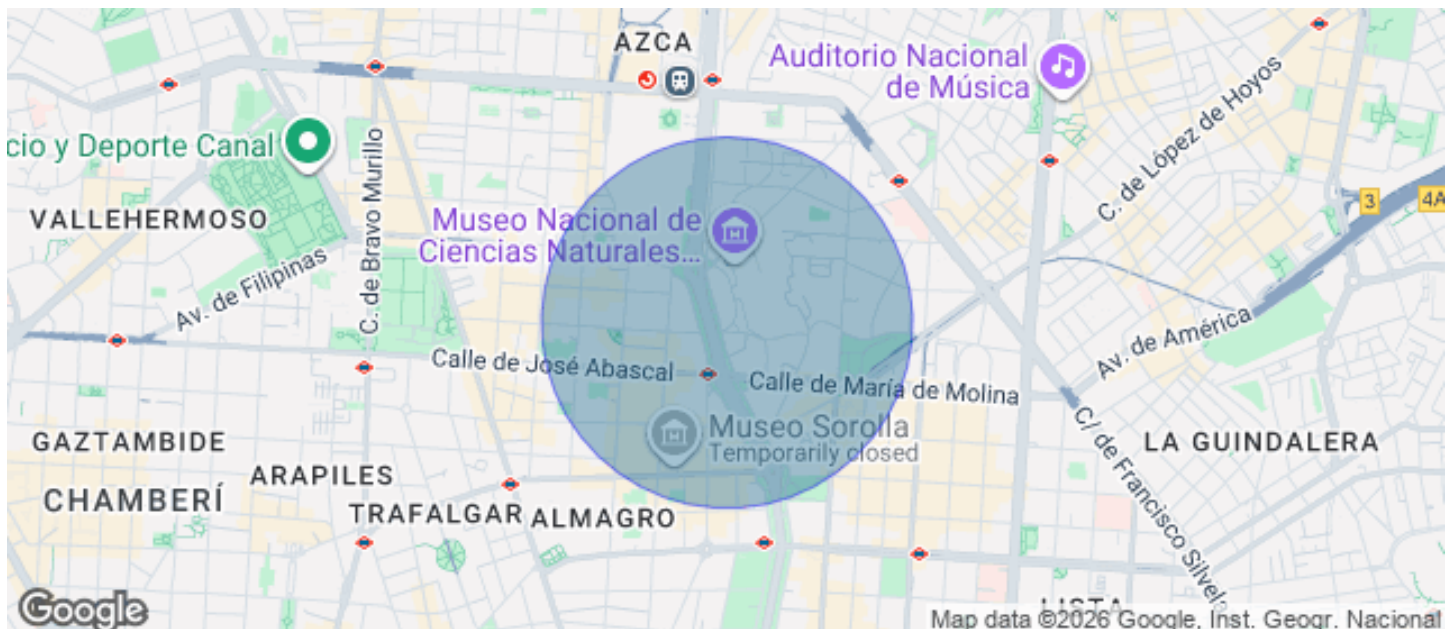 AZCA
Auditorio Nacional
de Música
C. de López de Hoyos
cio y Deporte Canal
C. de Bravo Murillo
VALLEHERMOSO
Museo Nacional de
Ciencias Naturales...
3
4A
Av. de Filipinas
Av. de América
Calle de José Abascal
Calle de María de Molina
Museo Sorolla
Temporarily closed
GAZTAMBIDE
LA GUINDALERA
ARAPILES
CHAMBERÍ
TRAFALGAR
ALMAGRO
C/ de Francisco Silvela
LISTA
Google
Map data ©2026 Google, Inst. Geogr. Nacional